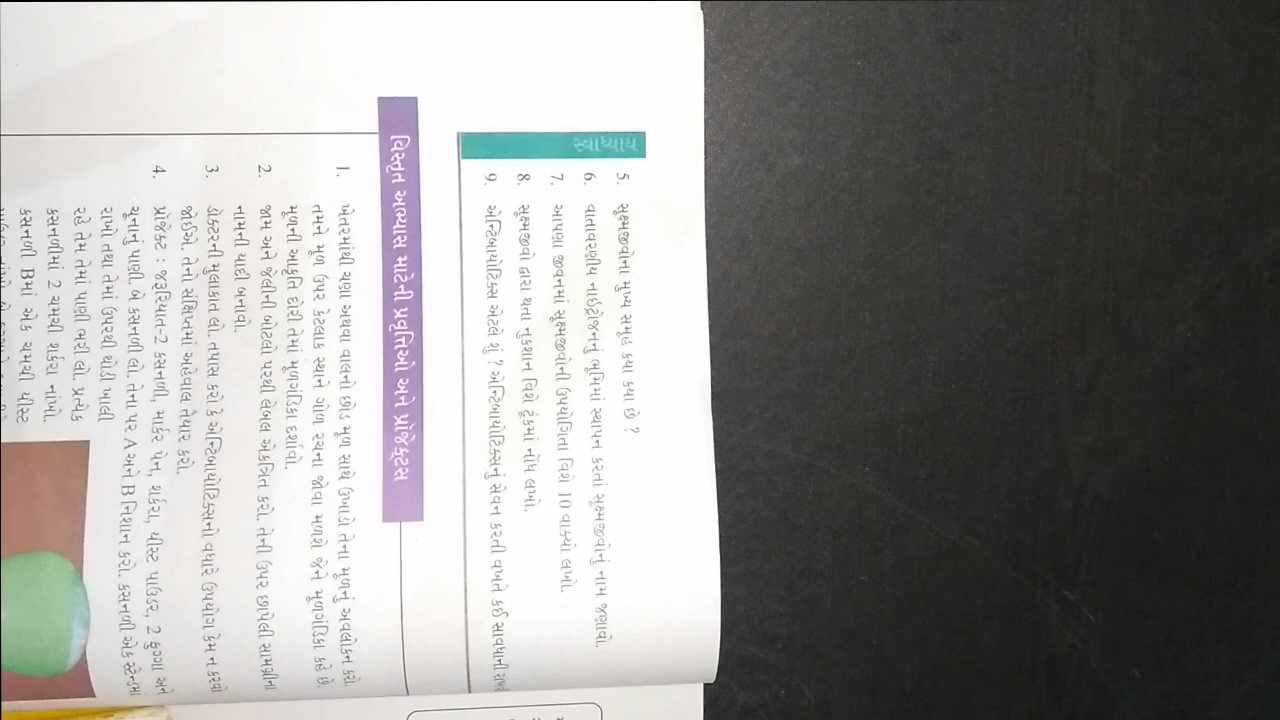 સ્વાધ્યાય
5. સૂક્ષ્મજીવોના મુખ્ય સમૂહ કયા કયા છે ?
6. વાતાવરણીય નાઈટ્રોજનનું ભૂમિમાં સ્થાપન કરતાં સૂક્ષ્મજીવોનું નામ જણાવો.
7. આપણા જીવનમાં સૂક્ષ્મજીવોની ઉપયોગિતા વિશે 10 વાક્યો લખો.
8. સૂક્ષ્મજીવો દ્વારા થતા નુકશાન વિશે ટૂંકમાં નોંધ લખો.
9. એન્ટિબાયોટિક્સ એટલે શું ? એન્ટિબાયોટિક્સનું સેવન કરતી વખતે કઈ સાવધાની
વિસ્તૃત અભ્યાસ માટેની પ્રવૃત્તિઓ અને પ્રૉજેક્ટ્સ
1. ખેતરમાંથી ચણા અથવા વાલનો છોડ મૂળ સાથે ઉખાડો. તેના મૂળનું અવલોકન કરો.
તમને મૂળ ઉપર કેટલાક સ્થાને ગોળ રચના જોવા મળશે જેને મૂળગંડિકા કહે છે.
મૂળની આકૃતિ દોરી તેમાં મૂળગંડિકા દર્શાવો.
2. જામ અને જેલીની બોટલો પરથી લેબલ એકત્રિત કરો. તેની ઉપર છાપેલી સામગ્રીના
નામની યાદી બનાવો.
3. ડૉક્ટરની મુલાકાત લો. તપાસ કરો કે એન્ટિબાયોટિક્સનો વધારે ઉપયોગ કેમ ન કરવો
જોઈએ. તેનો સંક્ષિપ્તમાં અહેવાલ તૈયાર કરો.
4. પ્રૉજેક્ટ : જરૂરિયાત-2 કસનળી, માર્કર પેન, શર્કરા, યીસ્ટ પાઉડર, 2 ફુગ્ગા અને
ચૂનાનું પાણી. બે કસનળી લો. તેના પર A અને B નિશાન કરો. કસનળી એક સ્ટેન્ડમાં
રાખો તથા તેમાં ઉપરથી થોડી ખાલી
રહે તેમ તેમાં પાણી ભરી લો. પ્રત્યેક
કસનળીમાં 2 ચમચી શર્કરા નાંખો.
કસનળી Bમાં એક ચમચી યીસ્ટ